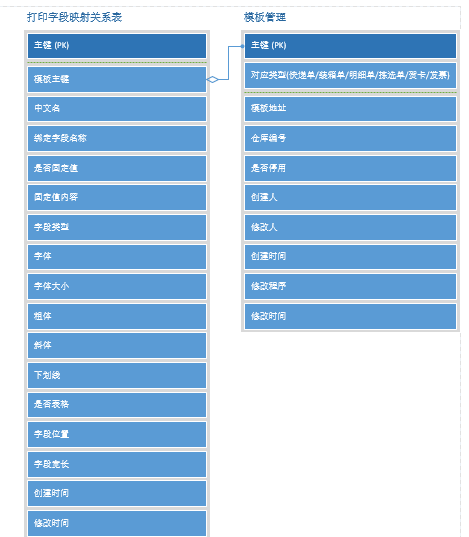 打印字段映射关系表
主键 (PK)
模板主键
中文名
绑定字段名称
是否固定值
固定值内容
字段类型
字体
字体大小
粗体
斜体
下划线
是否表格
字段位置
字段宽长
创建时间
修改时间
模板管理
主键 (PK)
对应类型(快递单/装箱单/明细单/拣选单/贺卡/发票)
模板地址
仓库编号
是否停用
创建人
修改人
创建时间
修改程序
修改时间